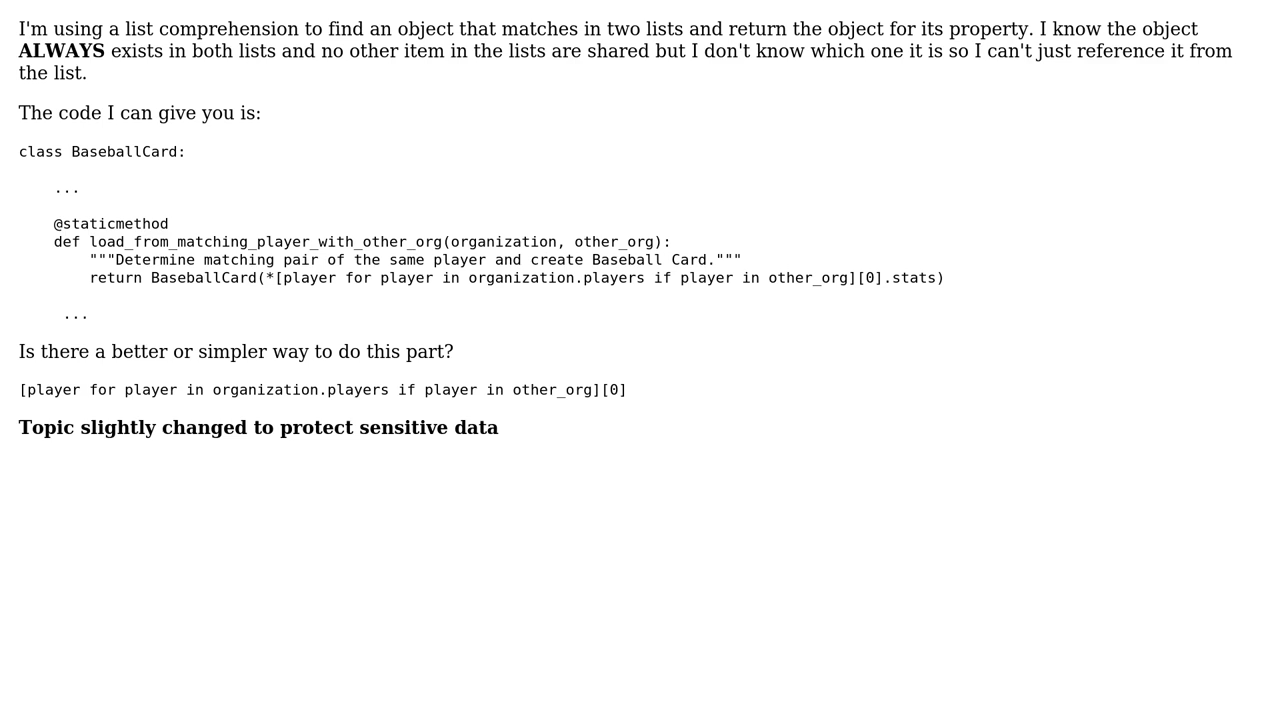 I'm using a list comprehension to find an object that matches in two lists and return the object for its property. I know the object
ALWAYS exists in both lists and no other item in the lists are shared but I don't know which one it is so I can't just reference it from
the list.
The code I can give you is:
class BaseballCard:
    ...
    @staticmethod
    def load_from_matching_player_with_other_org(organization, other_org):
        """Determine matching pair of the same player and create Baseball Card."""
        return BaseballCard(*[player for player in organization.players if player in other_org][0].stats)
     ...
Is there a better or simpler way to do this part?
[player for player in organization.players if player in other_org][0]
Topic slightly changed to protect sensitive data